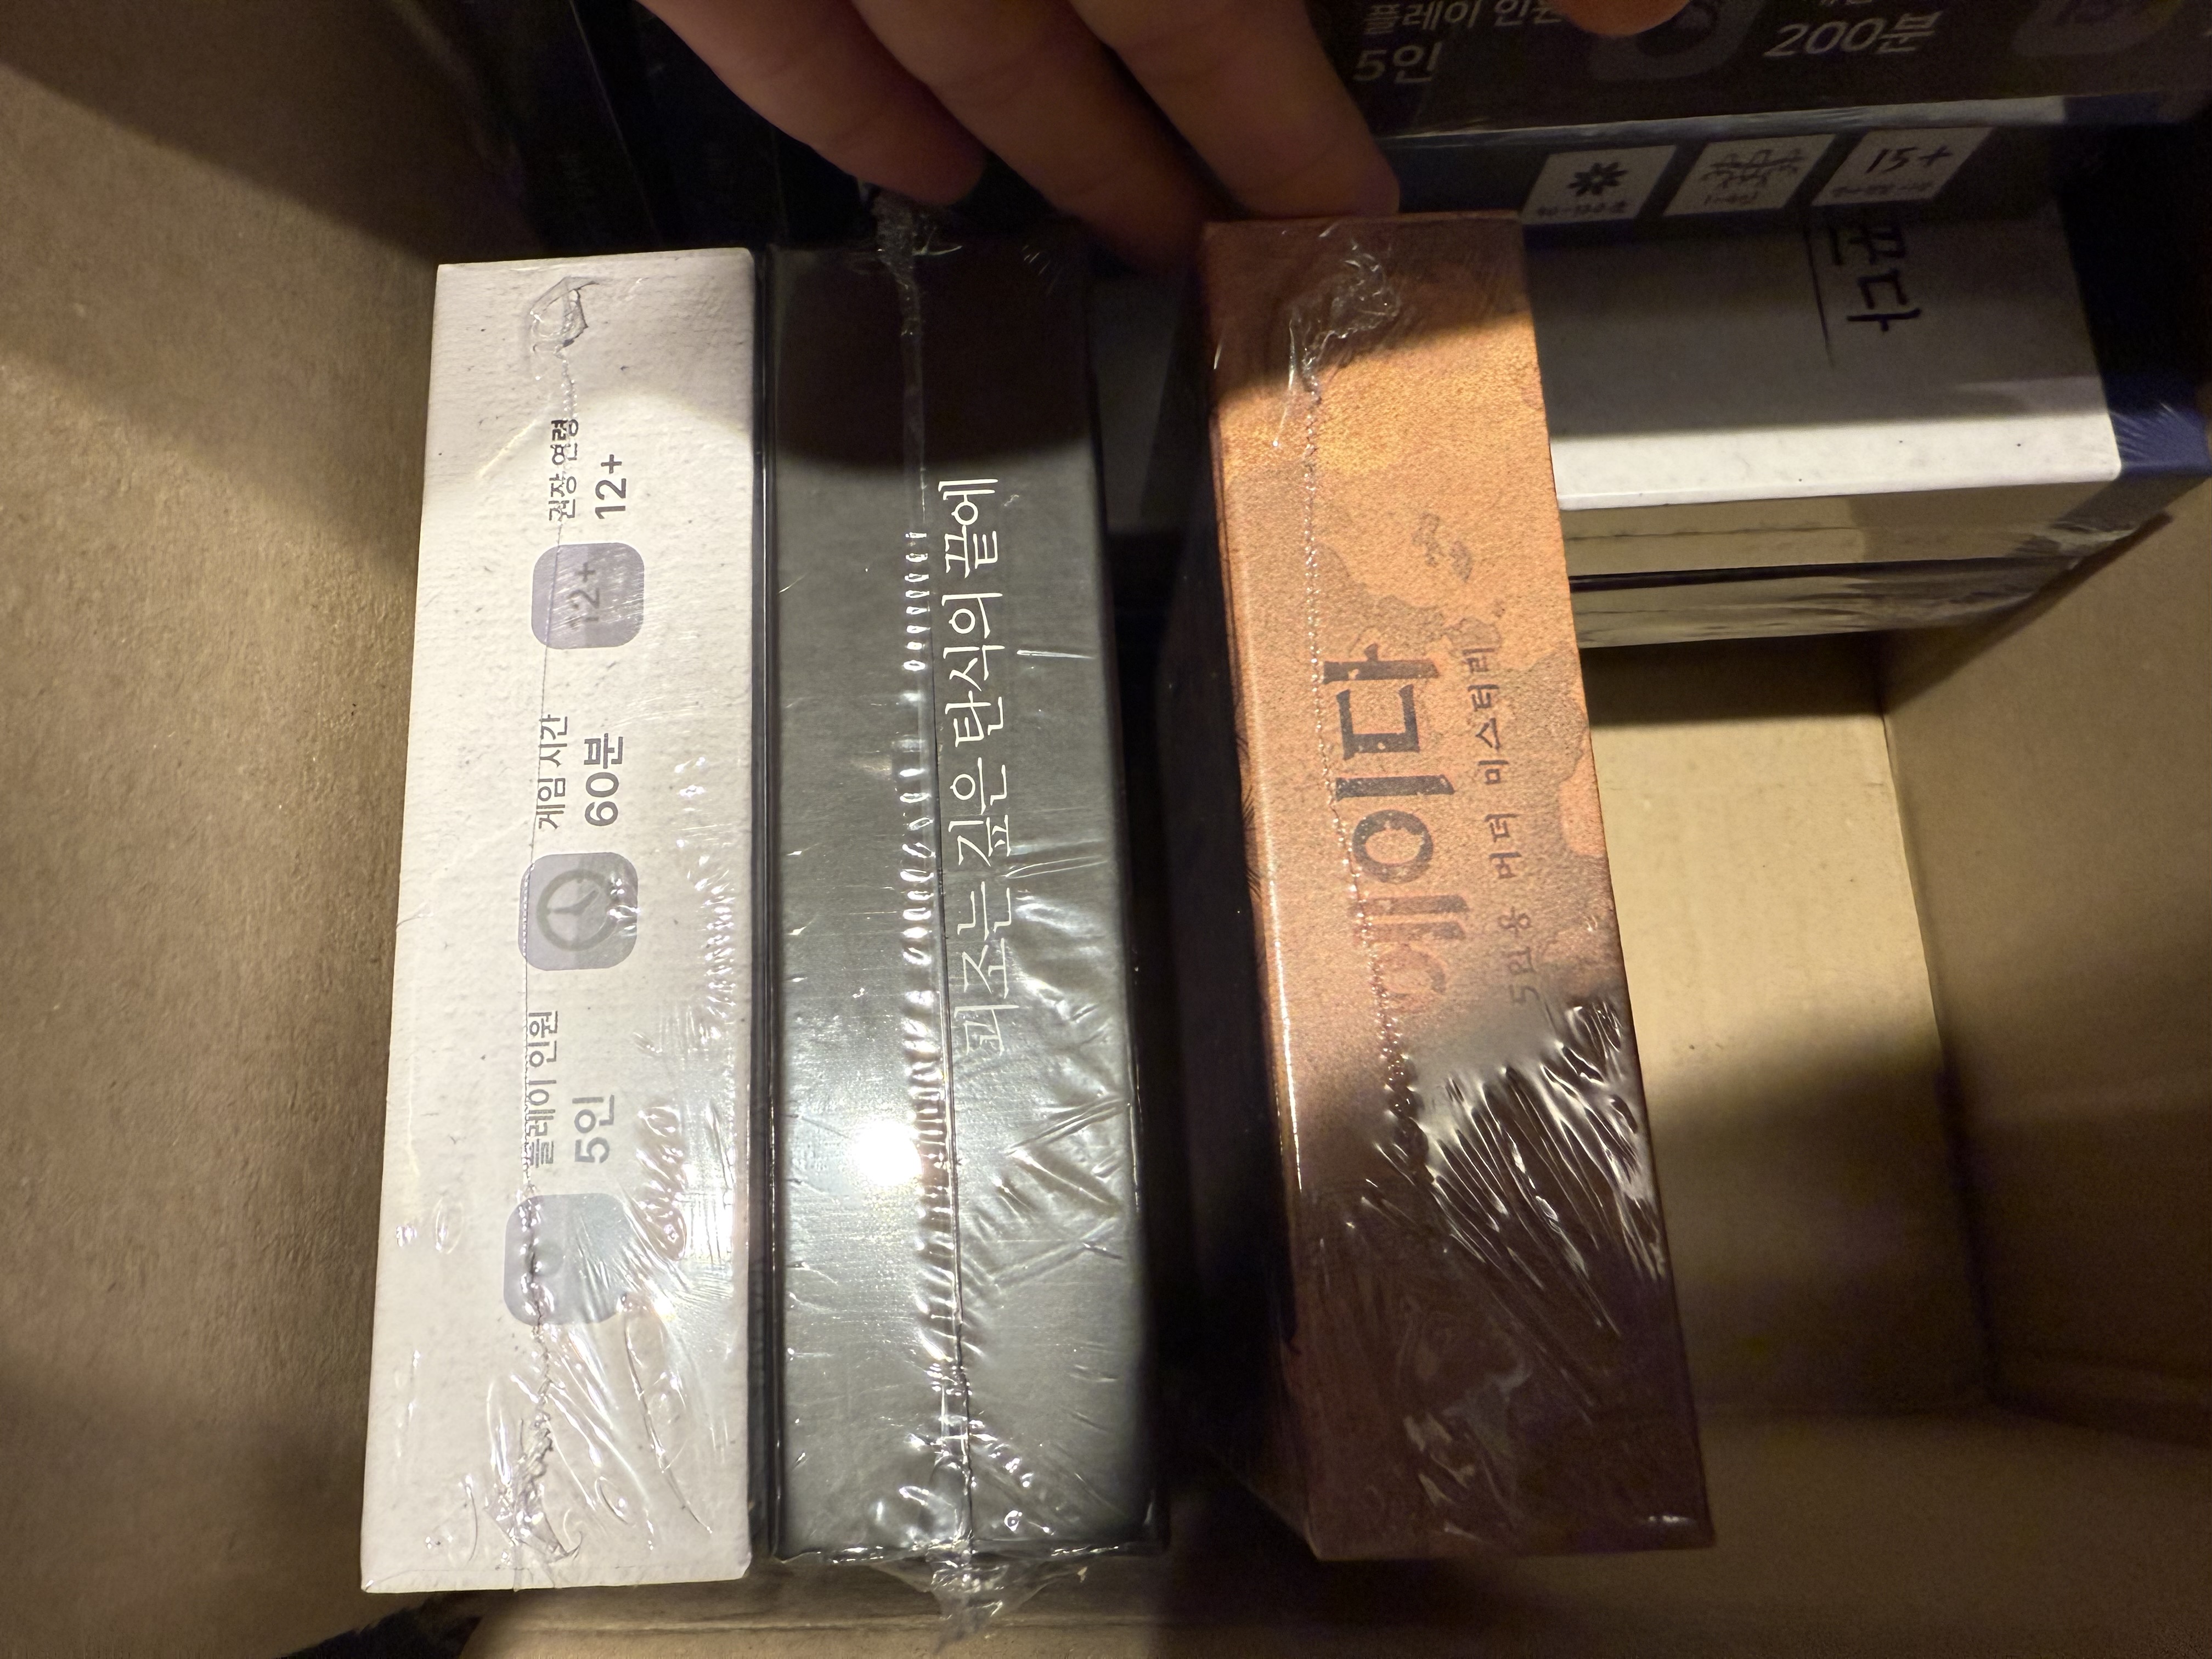 플레이 인원
5인
200분
15+
플레이 인원
5인
게임 시간
60분
12+
권장 연령
12+
버조는 깊은 탄식의 끝에
에이다
5인용 머더 미스터리